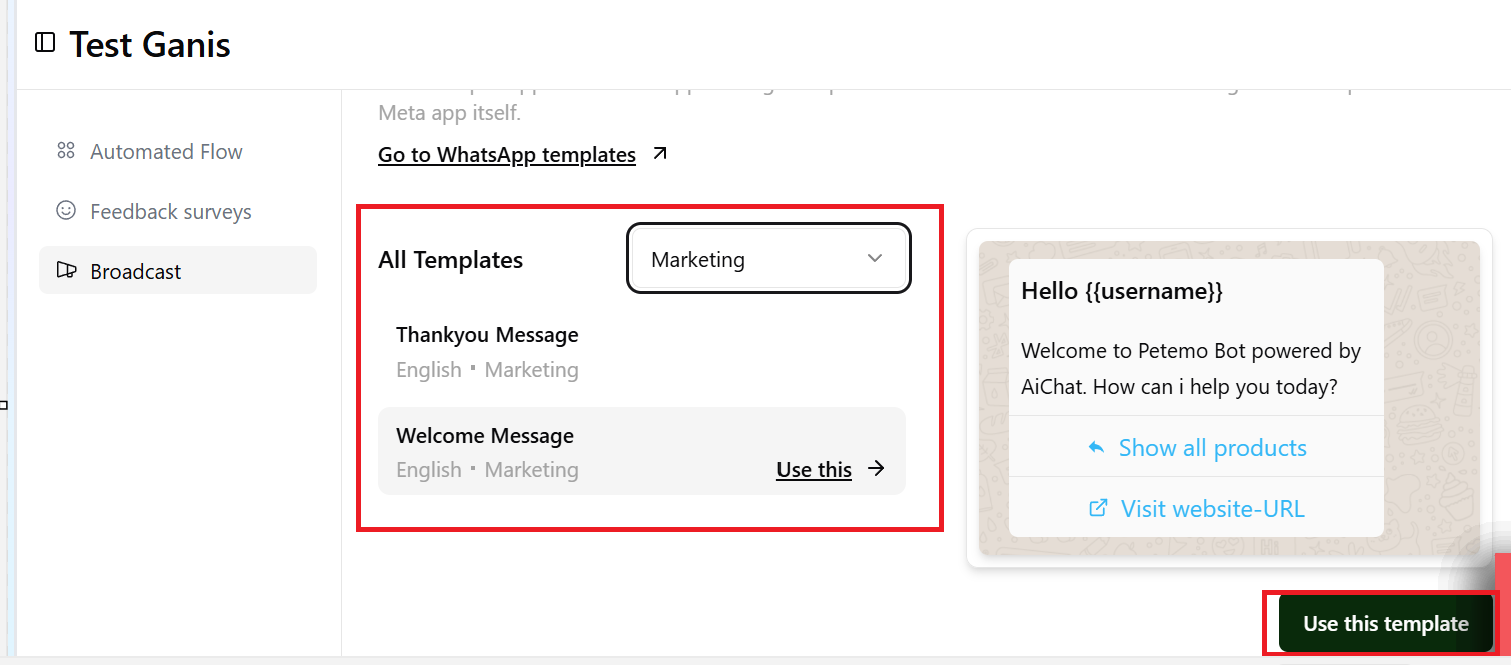 Test Ganis
Automated Flow
Feedback surveys
Broadcast
Meta app itself.
Go to WhatsApp templates
All Templates
Marketing
Thankyou Message
English • Marketing
Welcome Message
English • Marketing
Use this
Hello {{username}}
Welcome to Petemo Bot powered by
AiChat. How can i help you today?
Show all products
Visit website-URL
Use this template